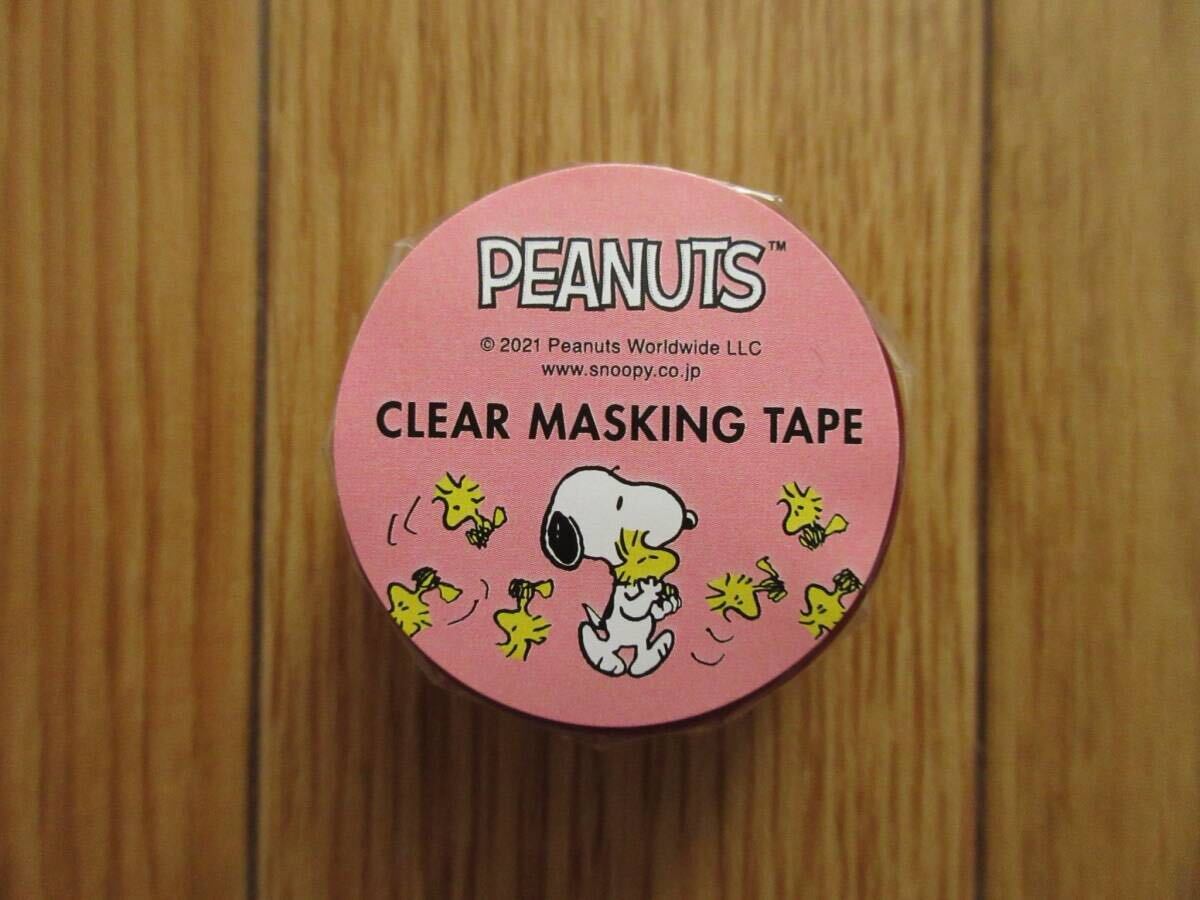 PEANUTS™
© 2021 Peanuts Worldwide LLC
www.snoopy.co.jp
CLEAR MASKING TAPE